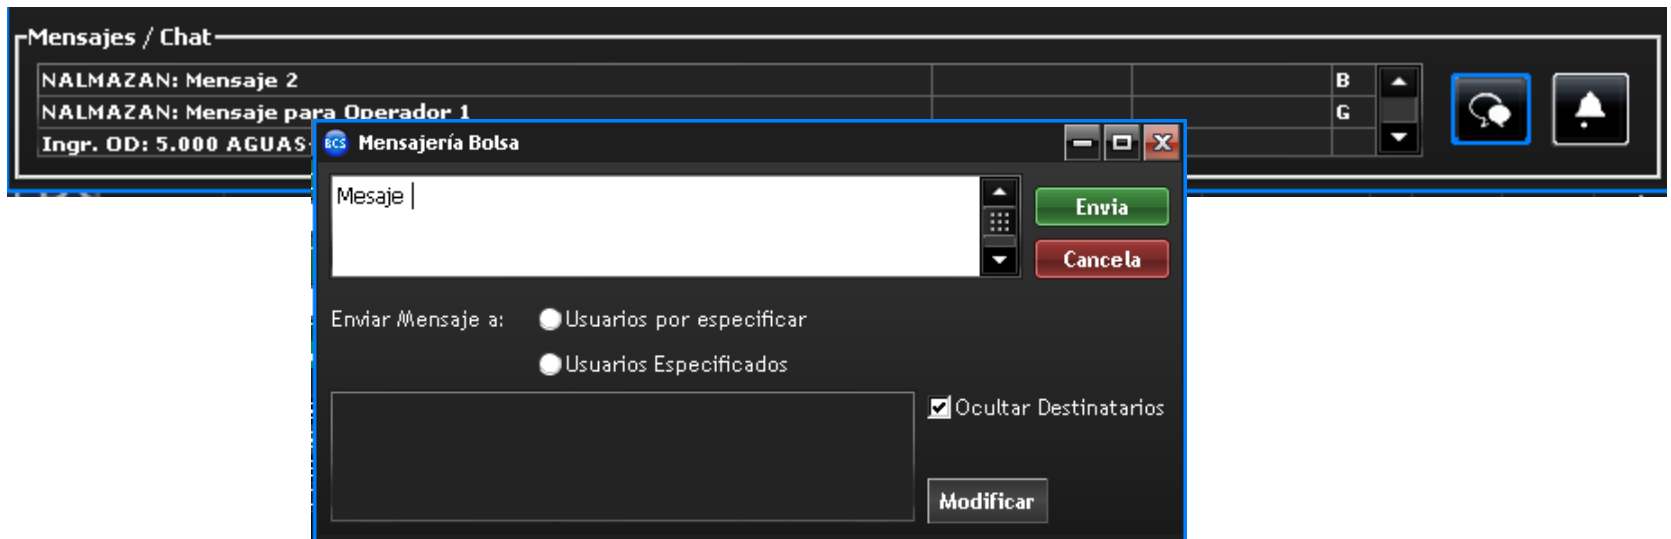 Mensajes / Chat
NALMAZAN: Mensaje 2 B
NALMAZAN: Mensaje para Operador 1 G
Ingr. OD: 5.000 AGUAS-
BCS Mensajería Bolsa
Mesaje
Envia
Cancela
Enviar Mensaje a: Usuarios por especificar
Usuarios Especificados
Ocultar Destinatarios
Modificar